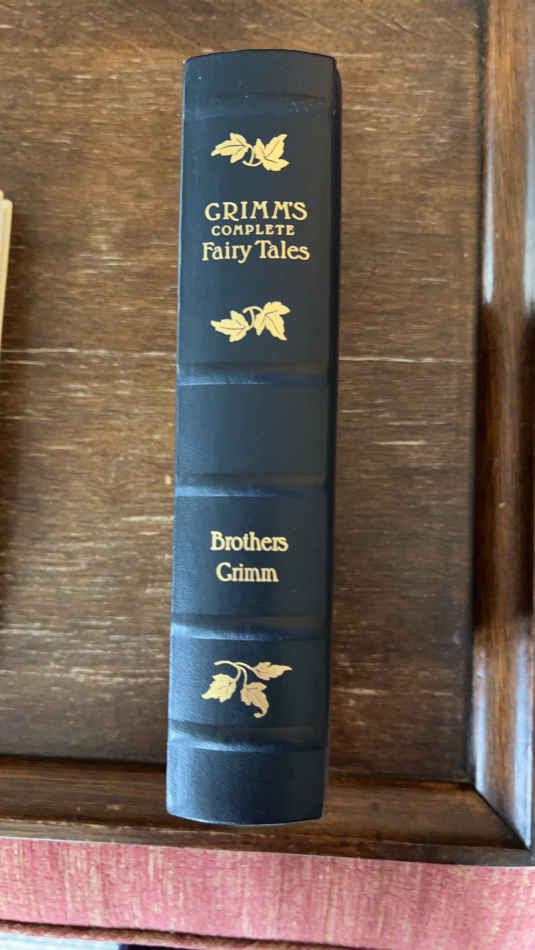 GRIMM'S
COMPLETE
Fairy Tales
Brothers
Grimm